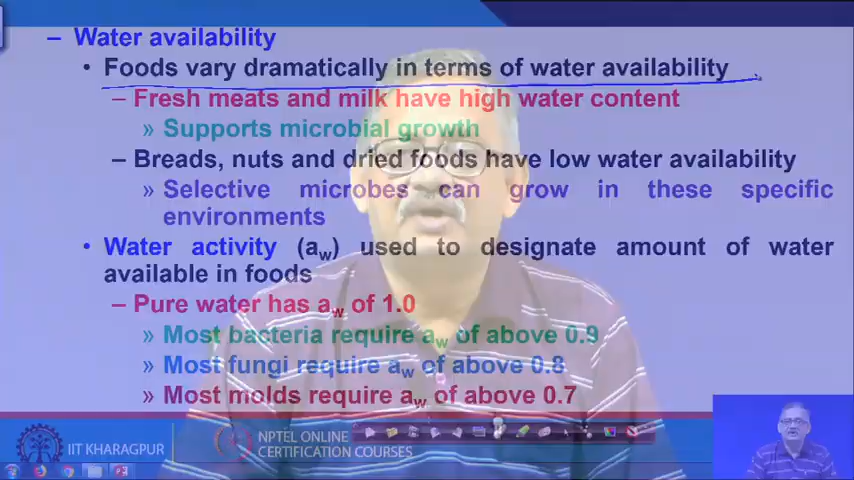 – Water availability
• Foods vary dramatically in terms of water availability
– Fresh meats and milk have high water content
» Supports microbial growth
– Breads, nuts and dried foods have low water availability
» Selective microbes can grow in these specific
environments
• Water activity (aw) used to designate amount of water
available in foods
– Pure water has aw of 1.0
» Most bacteria require aw of above 0.9
» Most fungi require aw of above 0.8
» Most molds require aw of above 0.7
IIT KHARAGPUR
NPTEL ONLINE
CERTIFICATION COURSES